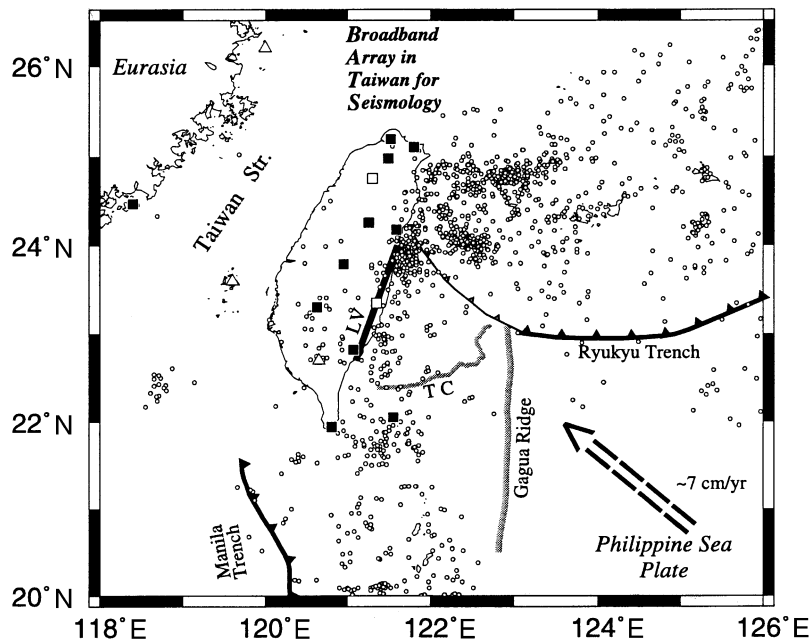 Broadband
Array in
Taiwan for
Seismology
Eurasia
26°N
Taiwan Str.
24°N
LV
Ryukyu Trench
TC
22°N
Gagua Ridge
~7 cm/yr
Manila
Trench
Philippine Sea
Plate
20°N
118°E
120°E
122°E
124°E
126°E